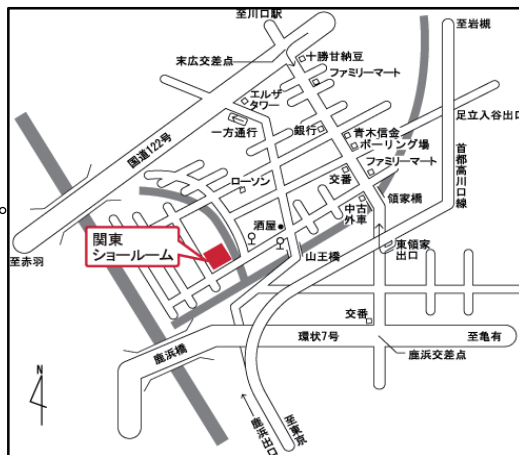 至川口駅
至岩槻
末広交差点
十勝甘納豆
ファミリーマート
エルザ
タワー
足立入谷出口
一方通行
銀行
青木信金
ボーリング場
首都高川口線
国道122号
ファミリーマート
ローソン
交番
領家橋
中古
外車
酒屋
関東
ショールーム
東領家
出口
山王橋
至赤羽
交番
環状7号
至亀有
鹿浜橋
鹿浜交差点
N
鹿浜出口
至東京